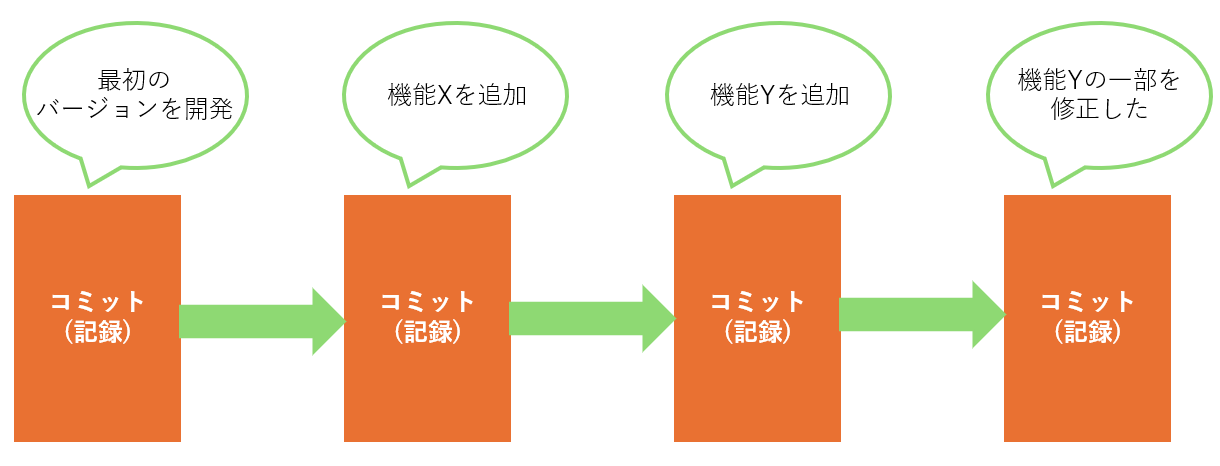 最初の
バージョンを開発
機能Xを追加
機能Yを追加
機能Yの一部を
修正した
コミット
(記録)
コミット
(記録)
コミット
(記録)
コミット
(記録)